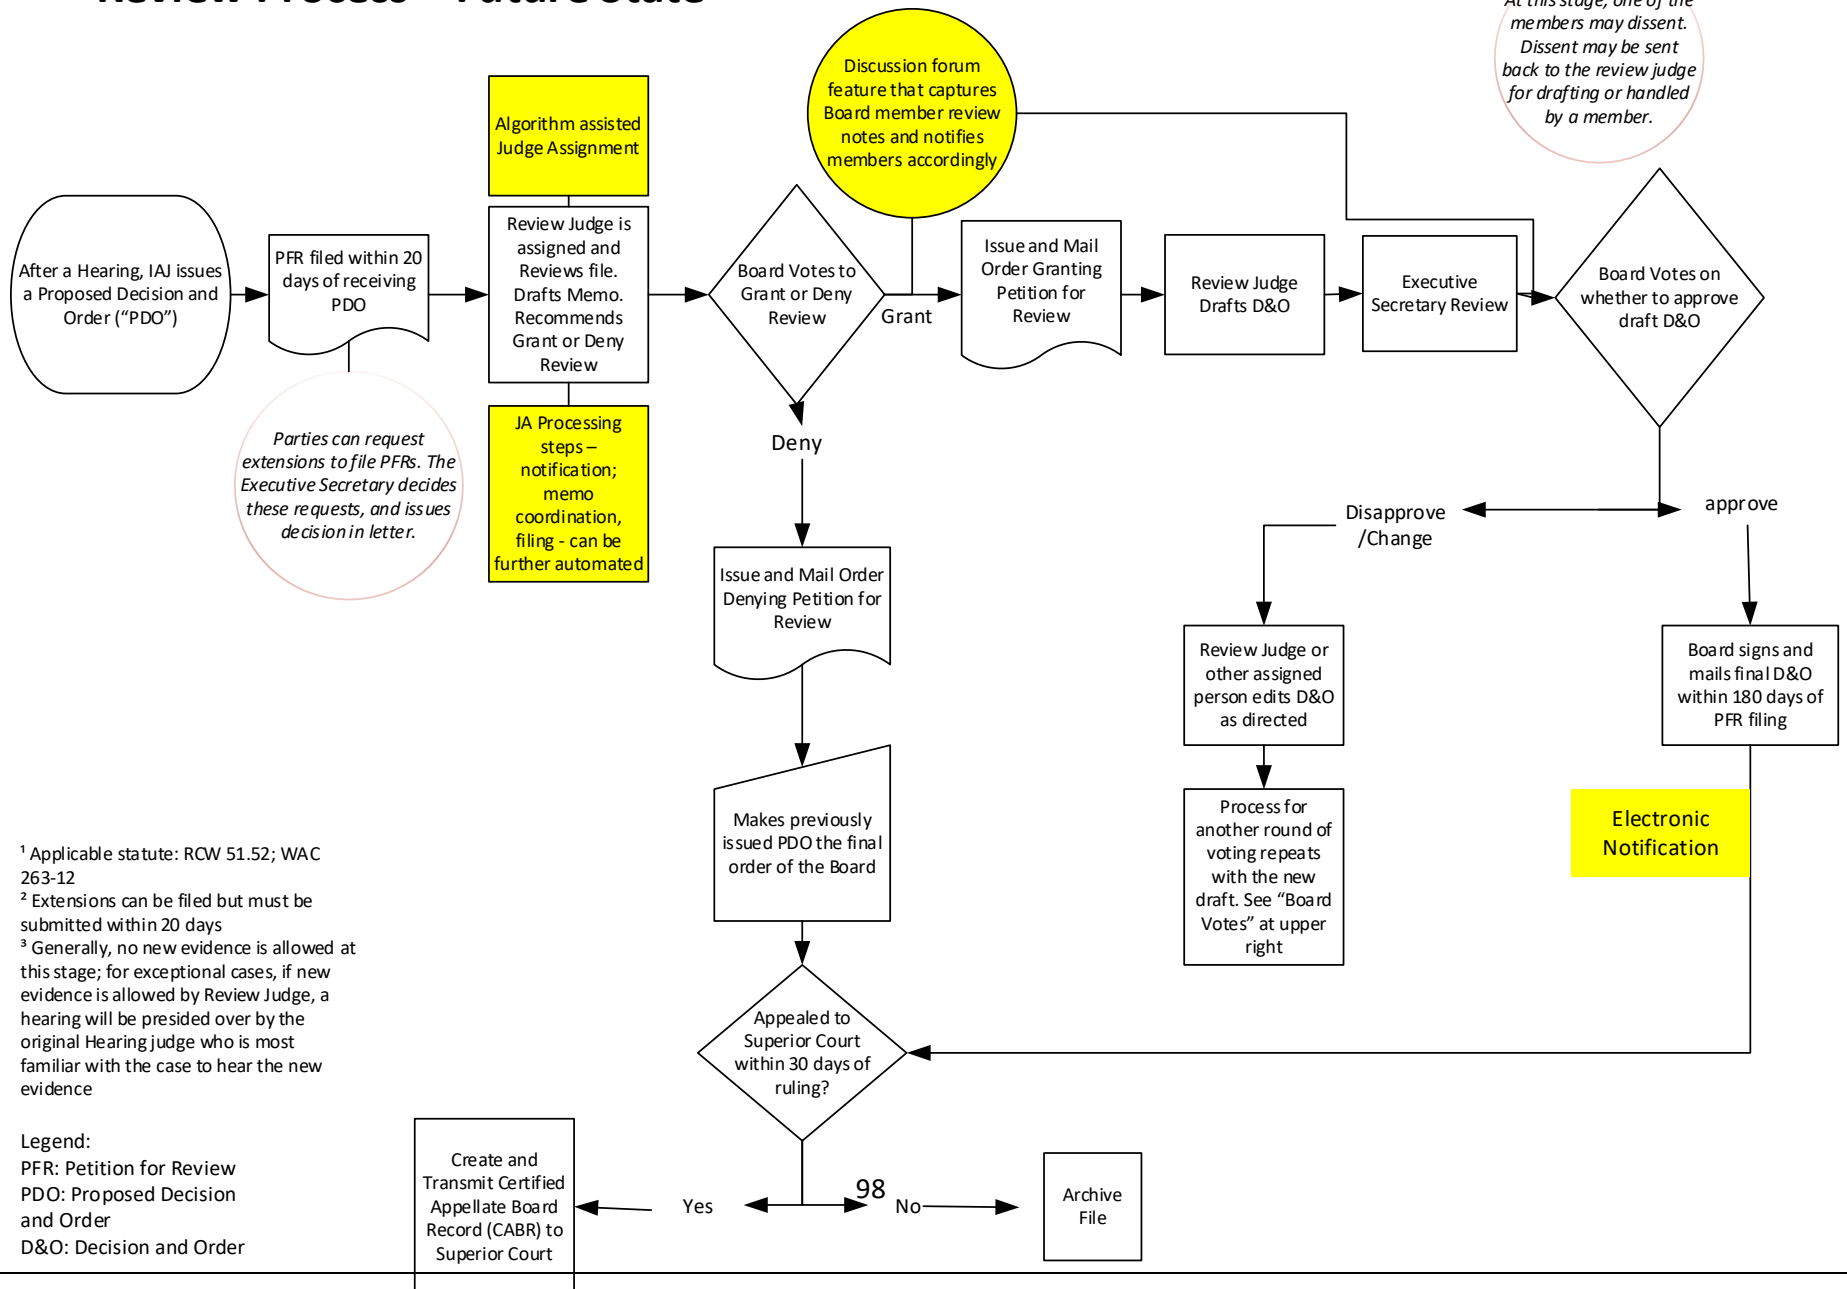 Review Process – Future State
At this stage, one of the
members may dissent.
Dissent may be sent
back to the review judge
for drafting or handled
by a member.
Discussion forum
feature that captures
Board member review
notes and notifies
members accordingly
Algorithm assisted
Judge Assignment
After a Hearing, IAJ issues
a Proposed Decision and
Order (“PDO”)
PFR filed within 20
days of receiving
PDO
Review Judge is
assigned and
Reviews file.
Drafts Memo.
Recommends
Grant or Deny
Review
Board Votes to
Grant or Deny
Review
Grant
Issue and Mail
Order Granting
Petition for
Review
Review Judge
Drafts D&O
Executive
Secretary Review
Board Votes on
whether to approve
draft D&O
Parties can request
extensions to file PFRs. The
Executive Secretary decides
these requests, and issues
decision in letter.
JA Processing
steps –
notification;
memo
coordination,
filing - can be
further automated
Deny
Disapprove
/Change
approve
Issue and Mail Order
Denying Petition for
Review
Review Judge or
other assigned
person edits D&O
as directed
Board signs and
mails final D&O
within 180 days of
PFR filing
Makes previously
issued PDO the final
order of the Board
Process for
another round of
voting repeats
with the new
draft. See “Board
Votes” at upper
right
Electronic
Notification
¹ Applicable statute: RCW 51.52; WAC
263-12
² Extensions can be filed but must be
submitted within 20 days
³ Generally, no new evidence is allowed at
this stage; for exceptional cases, if new
evidence is allowed by Review Judge, a
hearing will be presided over by the
original Hearing judge who is most
familiar with the case to hear the new
evidence
Appealed to
Superior Court
within 30 days of
ruling?
Legend:
PFR: Petition for Review
PDO: Proposed Decision
and Order
D&O: Decision and Order
Create and
Transmit Certified
Appellate Board
Record (CABR) to
Superior Court
Yes
98
No
Archive
File